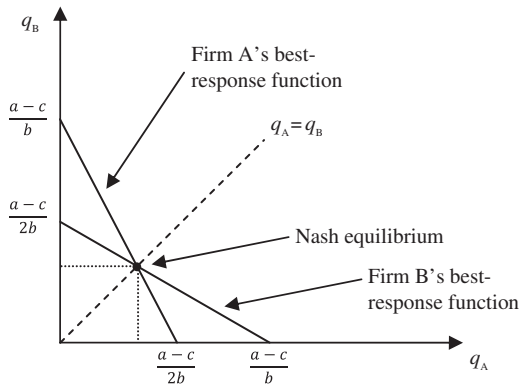 q_B
Firm A's best-
response function
a − c
b
q_A=q_B
a − c
2b
Nash equilibrium
Firm B's best-
response function
a − c
2b
a − c
b
q_A